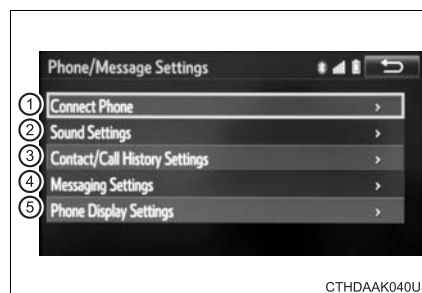 Phone/Message Settings
1 Connect Phone
2 Sound Settings
3 Contact/Call History Settings
4 Messaging Settings
5 Phone Display Settings